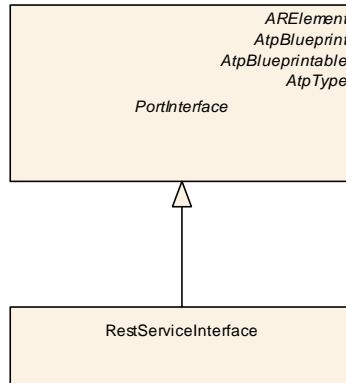 ARElement
AtpBlueprint
AtpBlueprintable
AtpType
PortInterface
RestServiceInterface